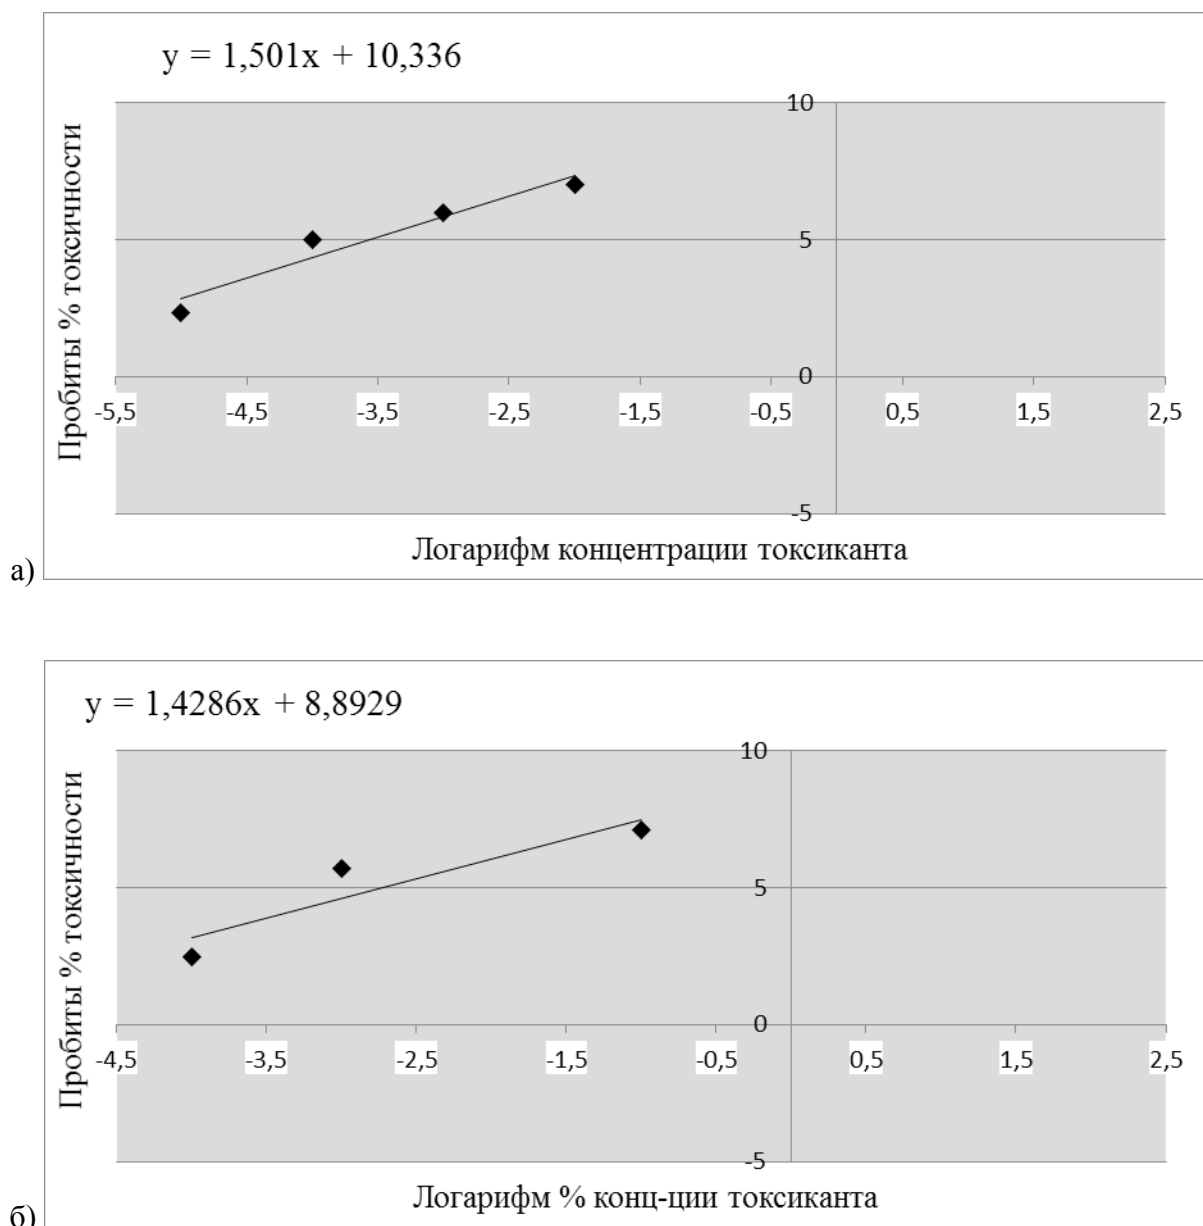 y = 1,501x + 10,336
Пробиты % токсичности
10
5
0
-5,5 -4,5 -3,5 -2,5 -1,5 -0,5 0,5 1,5 2,5
-5
Логарифм концентрации токсиканта
а)
y = 1,4286x + 8,8929
Пробиты % токсичности
10
5
0
-4,5 -3,5 -2,5 -1,5 -0,5 0,5 1,5 2,5
-5
Логарифм % конц-ции токсиканта
б)